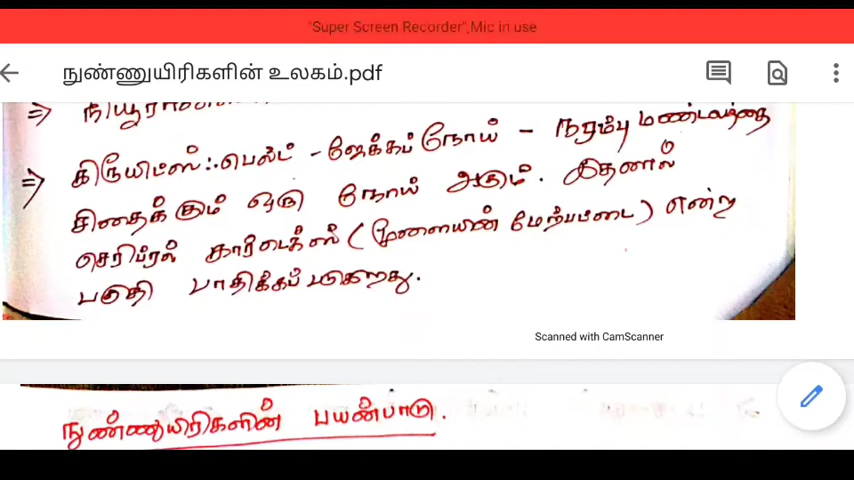 "Super Screen Recorder",Mic in use
நுண்ணுயிரிகளின் உலகம்.pdf
⇒
⇒ கிருயிட்ஸ்ஃபெல்ட் - ஜேக்கப் நோய் - நரம்பு மண்டலத்தை
சிதைக்கும் ஒரு நோய் ஆகும். இதனால்
செரிப்ரல் கார்டெக்ஸ் (மூளையின் மேற்பட்டை) என்ற
பகுதி பாதிக்கப்படுகிறது.
Scanned with CamScanner
நுண்ணுயிரிகளின் பயன்பாடு.